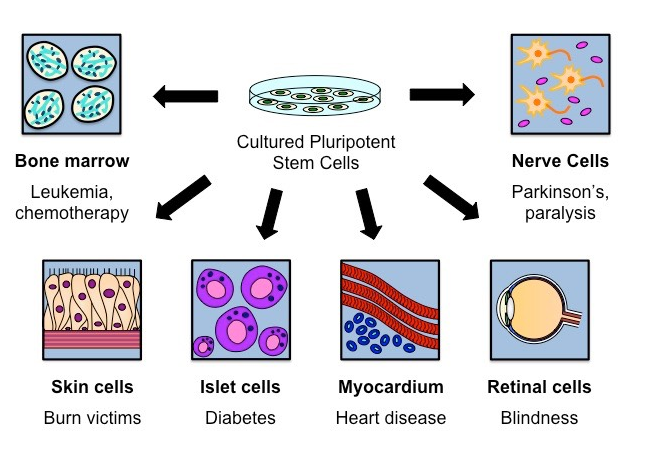 Cultured Pluripotent
Stem Cells
Bone marrow
Leukemia,
chemotherapy
Nerve Cells
Parkinson's,
paralysis
Skin cells
Burn victims
Islet cells
Diabetes
Myocardium
Heart disease
Retinal cells
Blindness